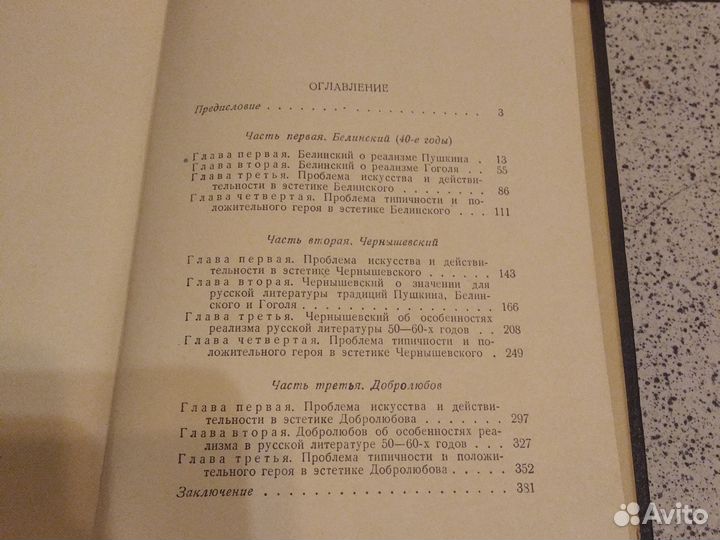 ОГЛАВЛЕНИЕ
Предисловие . . . . . . . . . . . . . . . . . . . . 3
Часть первая. Белинский (40-е годы)
Глава первая. Белинский о реализме Пушкина . 13
Глава вторая. Белинский о реализме Гоголя . . 55
Глава третья. Проблема искусства и действи-
тельности в эстетике Белинского . . . . . . . . 86
Глава четвертая. Проблема типичности и по-
ложительного героя в эстетике Белинского . . . 111
Часть вторая. Чернышевский
Глава первая. Проблема искусства и действи-
тельности в эстетике Чернышевского . . . . . . 143
Глава вторая. Чернышевский о значении для
русской литературы традиций Пушкина, Белин-
ского и Гоголя . . . . . . . . . . . . . . . . 166
Глава третья. Чернышевский об особенностях
реализма русской литературы 50—60-х годов . . 208
Глава четвертая. Проблема типичности и по-
ложительного героя в эстетике Чернышевского . 249
Часть третья. Добролюбов
Глава первая. Проблема искусства и действи-
тельности в эстетике Добролюбова . . . . . . . 297
Глава вторая. Добролюбов об особенностях реа-
лизма в русской литературе 50—60-х годов . . . 327
Глава третья. Проблема типичности и положи-
тельного героя в эстетике Добролюбова . . . . 352
Заключение . . . . . . . . . . . . . . . . . . . . 381
Avito